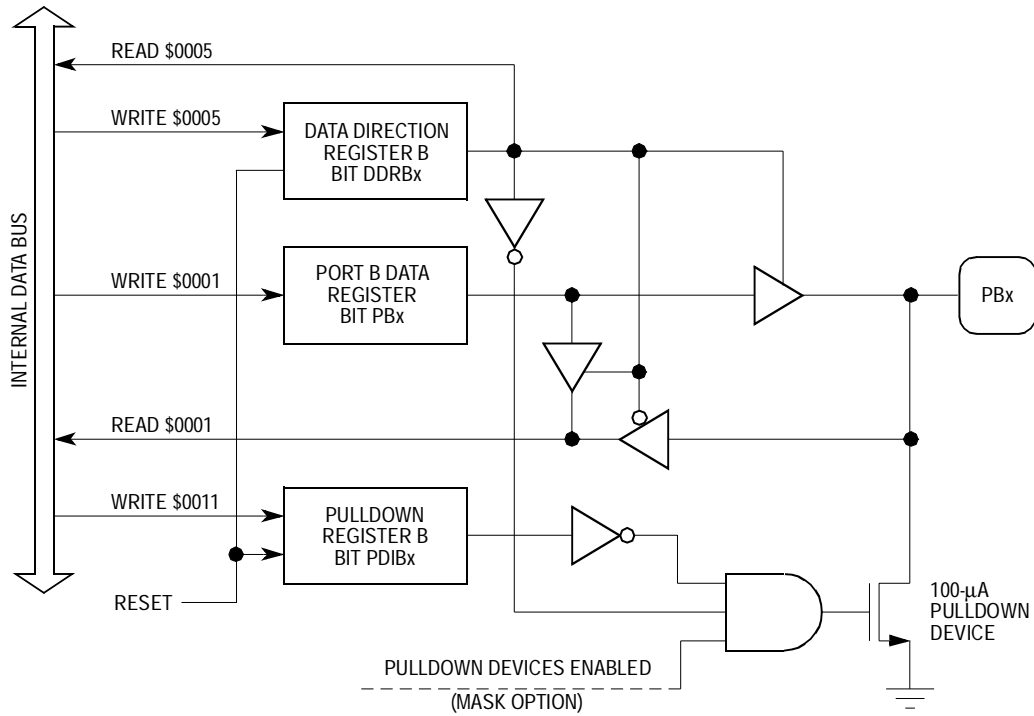 READ $0005
WRITE $0005
DATA DIRECTION
REGISTER B
BIT DDRBx
INTERNAL DATA BUS
WRITE $0001
PORT B DATA
REGISTER
BIT PBx
PBx
READ $0001
WRITE $0011
PULLDOWN
REGISTER B
BIT PDIBx
RESET
100-µA
PULLDOWN
DEVICE
PULLDOWN DEVICES ENABLED
(MASK OPTION)